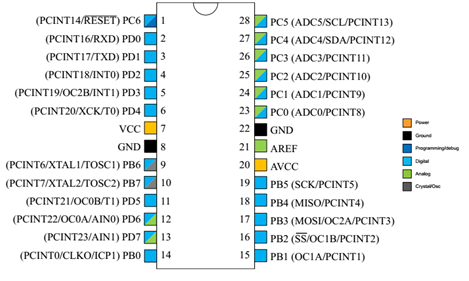 (PCINT14/RESET) PC6 1
(PCINT16/RXD) PD0 2
(PCINT17/TXD) PD1 3
(PCINT18/INT0) PD2 4
(PCINT19/OC2B/INT1) PD3 5
(PCINT20/XCK/T0) PD4 6
VCC 7
GND 8
(PCINT6/XTAL1/TOSC1) PB6 9
(PCINT7/XTAL2/TOSC2) PB7 10
(PCINT21/OC0B/T1) PD5 11
(PCINT22/OC0A/AIN0) PD6 12
(PCINT23/AIN1) PD7 13
(PCINT0/CLKO/ICP1) PB0 14
28 PC5 (ADC5/SCL/PCINT13)
27 PC4 (ADC4/SDA/PCINT12)
26 PC3 (ADC3/PCINT11)
25 PC2 (ADC2/PCINT10)
24 PC1 (ADC1/PCINT9)
23 PC0 (ADC0/PCINT8)
22 GND
21 AREF
20 AVCC
19 PB5 (SCK/PCINT5)
18 PB4 (MISO/PCINT4)
17 PB3 (MOSI/OC2A/PCINT3)
16 PB2 (SS/OC1B/PCINT2)
15 PB1 (OC1A/PCINT1)
Power
Ground
Programming/debug
Digital
Analog
Crystal/Osc